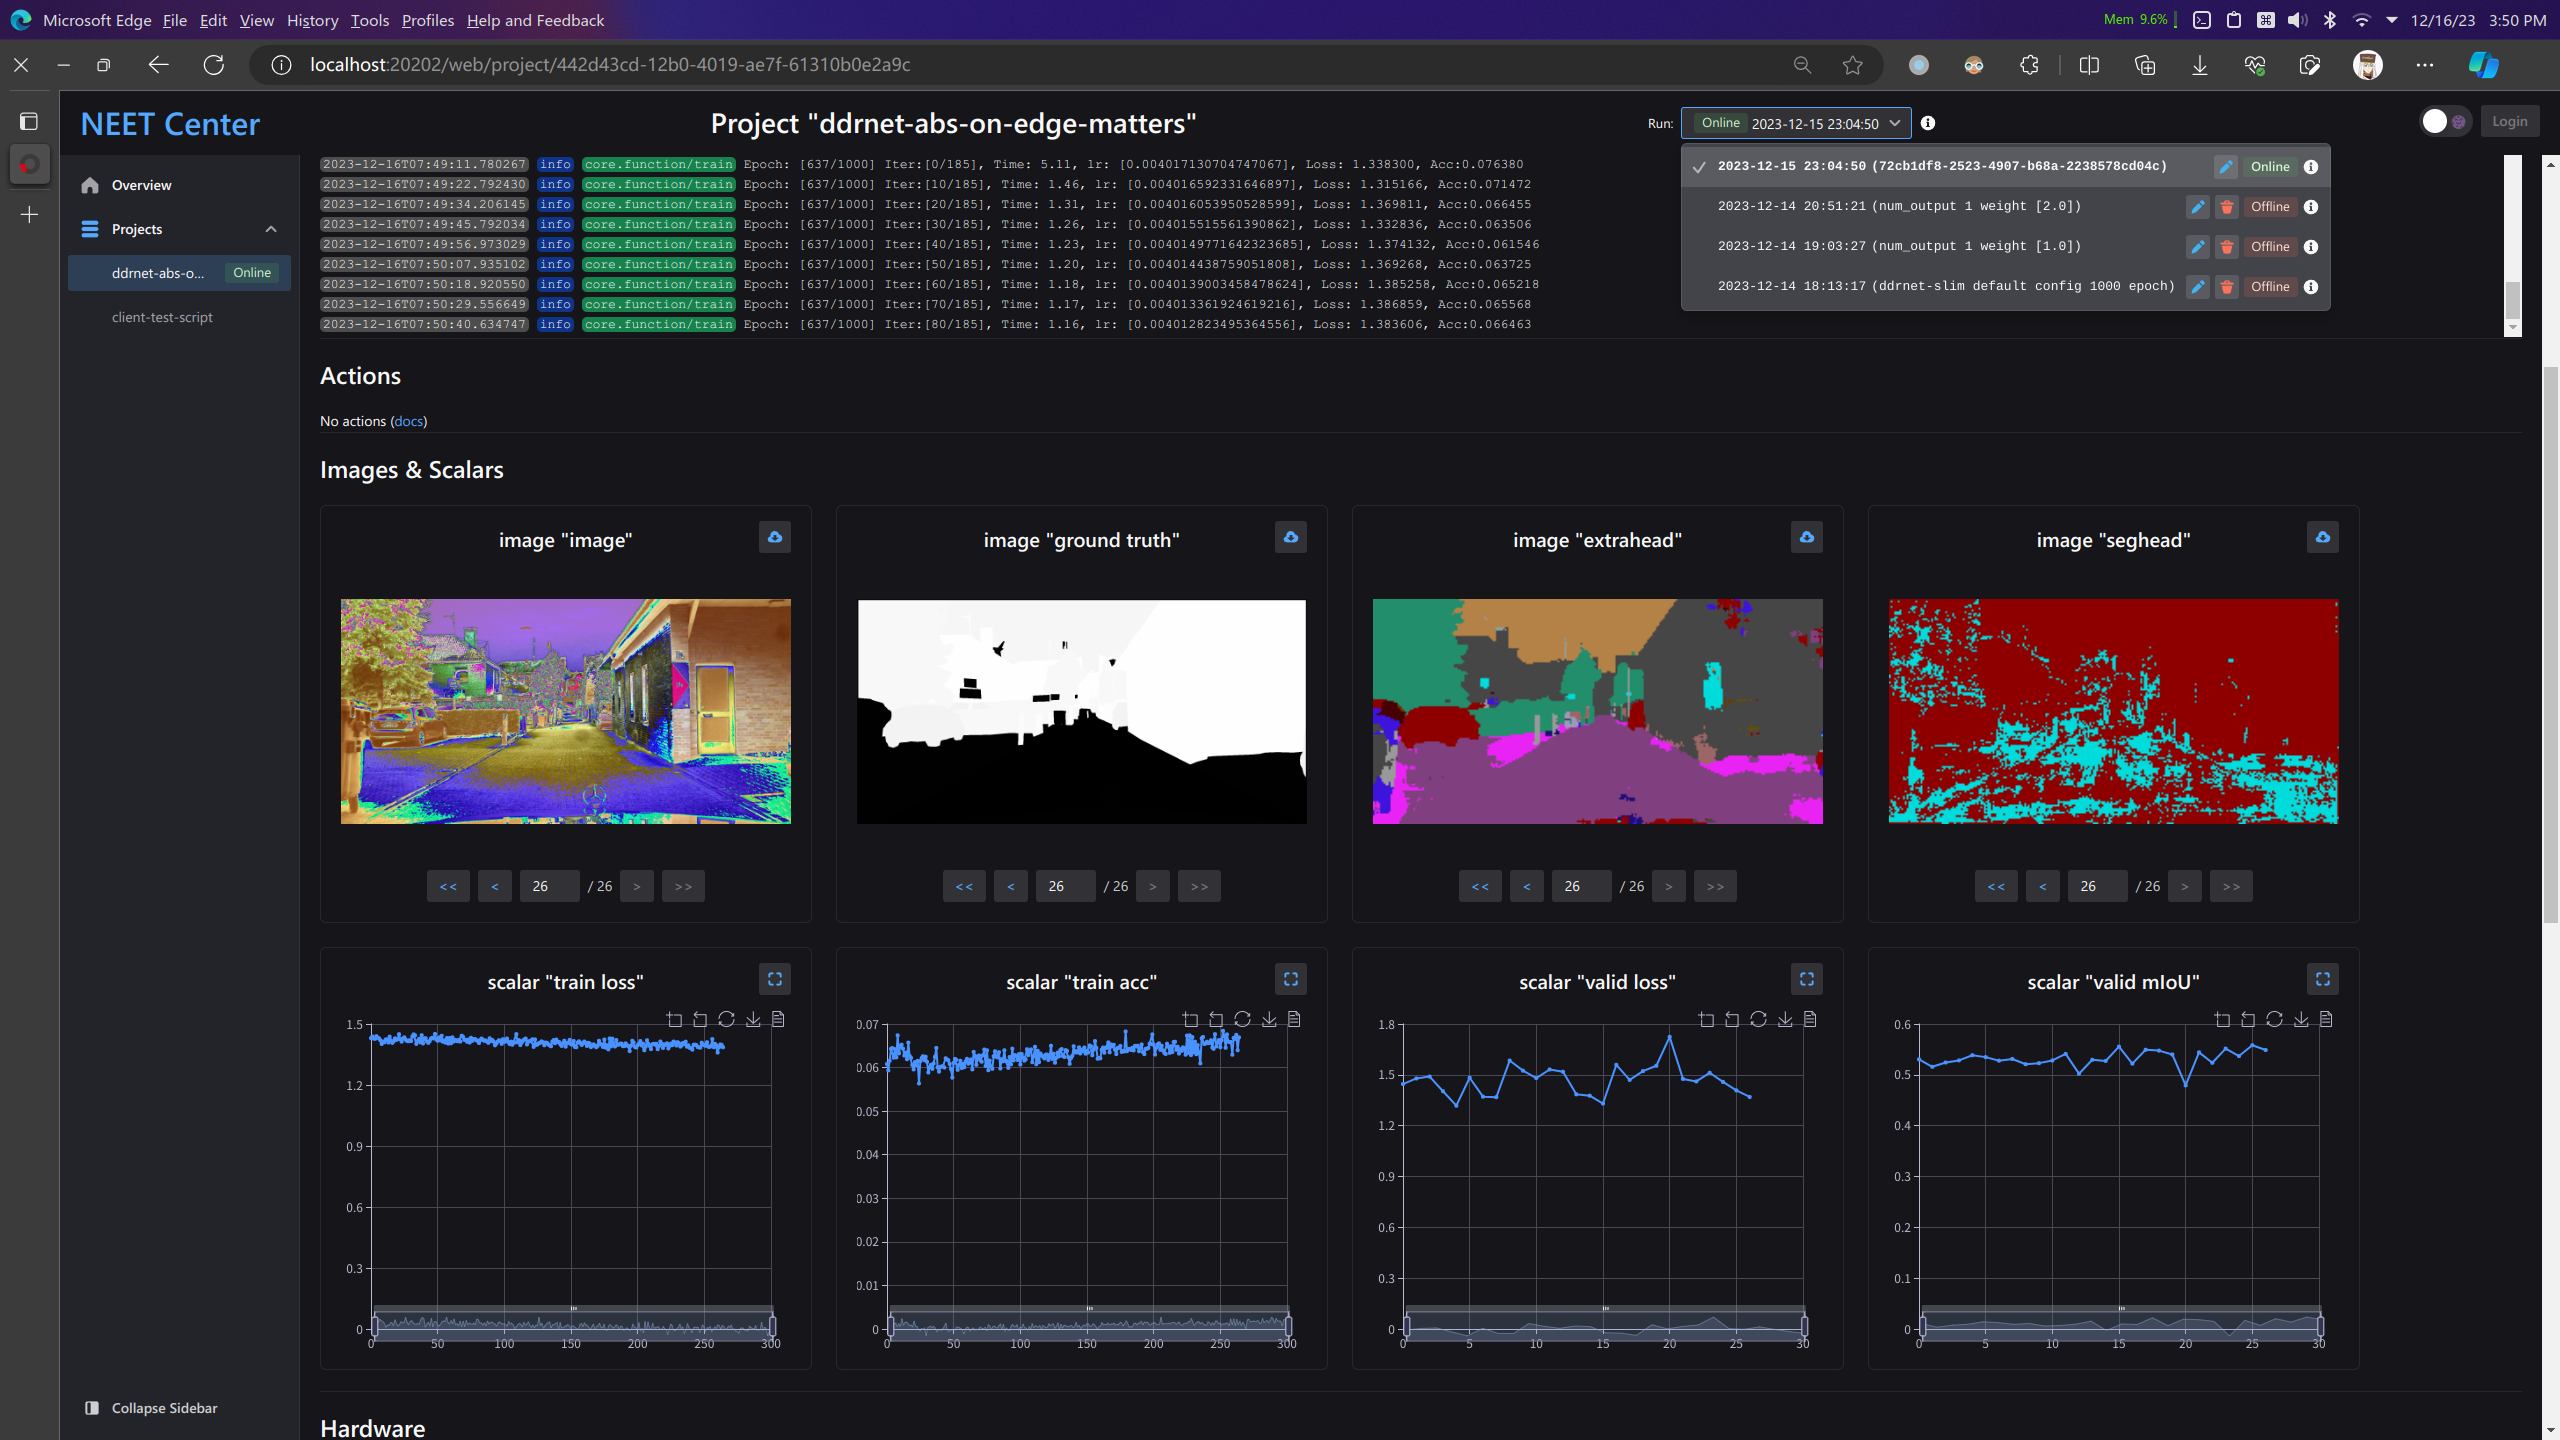 Microsoft Edge File Edit View History Tools Profiles Help and Feedback
Mem 9.6% 12/16/23 3:50 PM
localhost:20202/web/project/442d43cd-12b0-4019-ae7f-61310b0e2a9c
NEET Center
Project "ddrnet-abs-on-edge-matters"
Run: Online 2023-12-15 23:04:50
Login
Overview
Projects
ddrnet-abs-o... Online
client-test-script
2023-12-16T07:49:11.780267 info core.function/train Epoch: [637/1000] Iter:[0/185], Time: 5.11, lr: [0.004017130704747067], Loss: 1.338300, Acc:0.076380
2023-12-16T07:49:22.792430 info core.function/train Epoch: [637/1000] Iter:[10/185], Time: 1.46, lr: [0.004016592331646897], Loss: 1.315166, Acc:0.071472
2023-12-16T07:49:34.206145 info core.function/train Epoch: [637/1000] Iter:[20/185], Time: 1.31, lr: [0.004016053950528599], Loss: 1.369811, Acc:0.066455
2023-12-16T07:49:45.792034 info core.function/train Epoch: [637/1000] Iter:[30/185], Time: 1.26, lr: [0.0040155155561390862], Loss: 1.332836, Acc:0.063506
2023-12-16T07:49:56.973029 info core.function/train Epoch: [637/1000] Iter:[40/185], Time: 1.23, lr: [0.0040149771642323685], Loss: 1.374132, Acc:0.061546
2023-12-16T07:50:07.935102 info core.function/train Epoch: [637/1000] Iter:[50/185], Time: 1.20, lr: [0.004014438759051808], Loss: 1.369268, Acc:0.063725
2023-12-16T07:50:18.920550 info core.function/train Epoch: [637/1000] Iter:[60/185], Time: 1.18, lr: [0.0040139003458478624], Loss: 1.385258, Acc:0.065218
2023-12-16T07:50:29.556649 info core.function/train Epoch: [637/1000] Iter:[70/185], Time: 1.17, lr: [0.004013361924619216], Loss: 1.386859, Acc:0.065568
2023-12-16T07:50:40.634747 info core.function/train Epoch: [637/1000] Iter:[80/185], Time: 1.16, lr: [0.004012823495364556], Loss: 1.383606, Acc:0.066463
2023-12-15 23:04:50 (72cb1df8-2523-4907-b68a-2238578cd04c) Online
2023-12-14 20:51:21 (num_output 1 weight [2.0]) Offline
2023-12-14 19:03:27 (num_output 1 weight [1.0]) Offline
2023-12-14 18:13:17 (ddrnet-slim default config 1000 epoch) Offline
Actions
No actions (docs)
Images & Scalars
image "image"
<< < 26 / 26 > >>
image "ground truth"
<< < 26 / 26 > >>
image "extrahead"
<< < 26 / 26 > >>
image "seghead"
<< < 26 / 26 > >>
scalar "train loss"
1.5
1.2
0.9
0.6
0.3
0
0 50 100 150 200 250 300
scalar "train acc"
0.07
0.06
0.05
0.04
0.03
0.02
0.01
0
0 50 100 150 200 250 300
scalar "valid loss"
1.8
1.5
1.2
0.9
0.6
0.3
0
0 5 10 15 20 25 30
scalar "valid mIoU"
0.6
0.5
0.4
0.3
0.2
0.1
0
0 5 10 15 20 25 30
Collapse Sidebar
Hardware